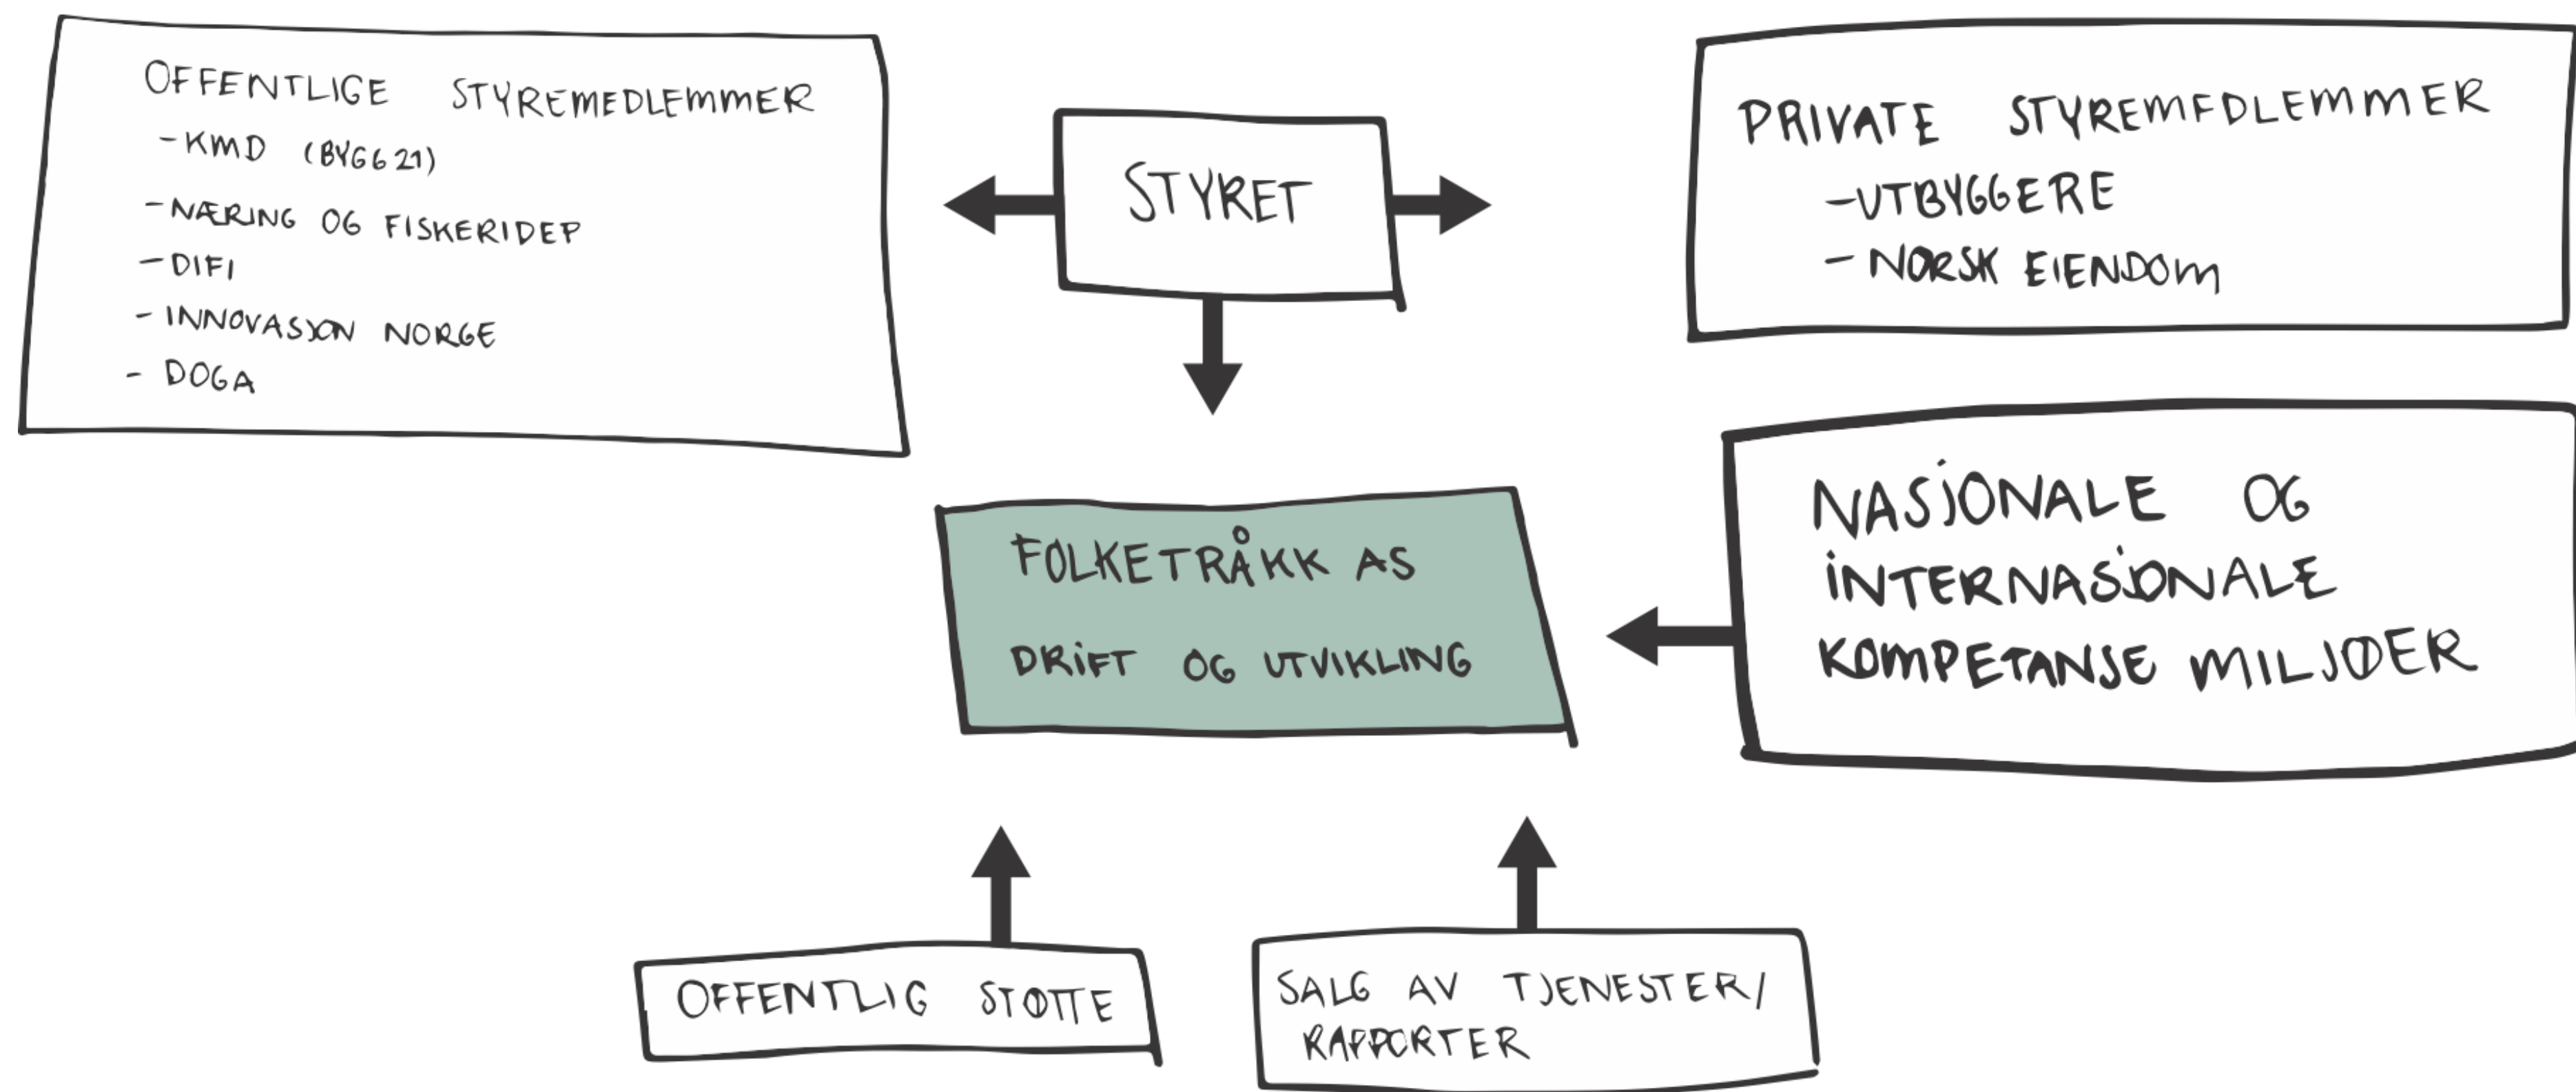 OFFENTLIGE STYREMEDLEMMER
- KMD (BYGG21)
- NÆRING OG FISKERIDEP
- DIFI
- INNOVASJON NORGE
- DOGA
STYRET
PRIVATE STYREMEDLEMMER
- UTBYGGERE
- NORSK EIENDOM
FOLKETRÅKK AS
DRIFT OG UTVIKLING
NASJONALE OG
INTERNASJONALE
KOMPETANSE MILJØER
OFFENTLIG STØTTE
SALG AV TJENESTER/
RAPPORTER